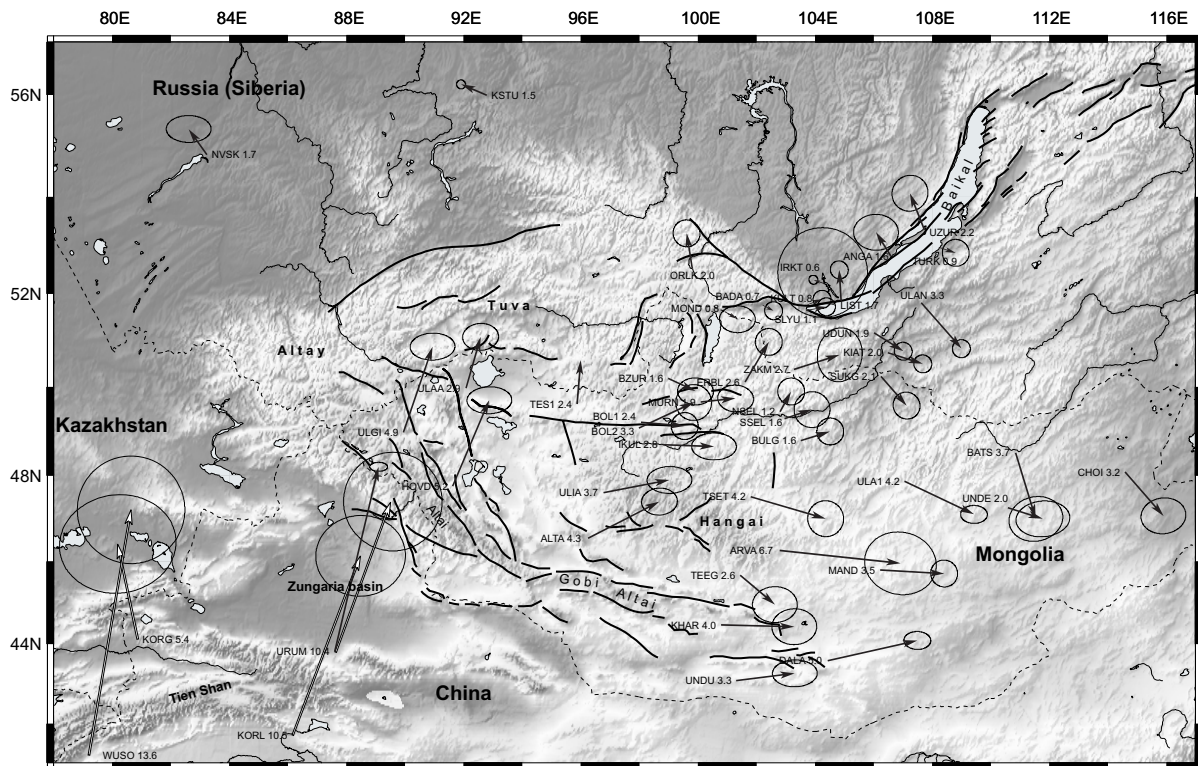 80E 84E 88E 92E 96E 100E 104E 108E 112E 116E
56N
52N
48N
44N
Russia (Siberia)
KSTU 1.5
NVSK 1.7
Baikal
UZUR 2.2
ANGA 1.6
TURK 0.9
IRKT 0.6
ORLK 2.0
BADA 0.7
KULT 0.8
LIST 1.7
ULAN 3.3
MOND 0.8
SLYU 1.1
Tuva
UDUN 1.9
KIAT 2.0
Altay
ZAKM 2.7
SUKG 2.1
ULAA 2.9
BZUR 1.6
ERBL 2.6
TES1 2.4
MURN 1.9
NSEL 1.2
BOL1 2.4
SSEL 1.6
Kazakhstan
ULGI 4.9
BOL2 3.3
IKUL 2.8
BULG 1.6
BATS 3.7
CHOI 3.2
HOVD 5.2
ULIA 3.7
TSET 4.2
ULA1 4.2
UNDE 2.0
Altai
Hangai
ALTA 4.3
ARVA 6.7
Mongolia
MAND 3.5
TEEG 2.6
Zungaria basin
Gobi Altai
KHAR 4.0
KORG 5.4
URUM 10.4
UNDU 3.3
Tien Shan
China
WUSO 13.6